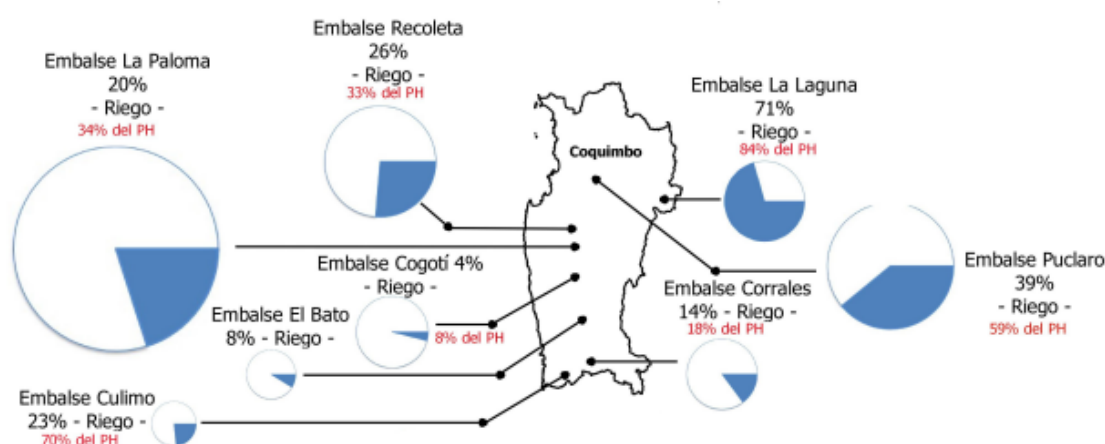 Embalse La Paloma
20%
- Riego -
34% del PH
Embalse Recoleta
26%
- Riego -
33% del PH
Coquimbo
Embalse La Laguna
71%
- Riego -
84% del PH
Embalse Cogotí 4%
- Riego -
8% del PH
Embalse Puclaro
39%
- Riego -
59% del PH
Embalse El Bato
8% - Riego -
Embalse Corrales
14% - Riego -
18% del PH
Embalse Culimo
23% - Riego -
70% del PH